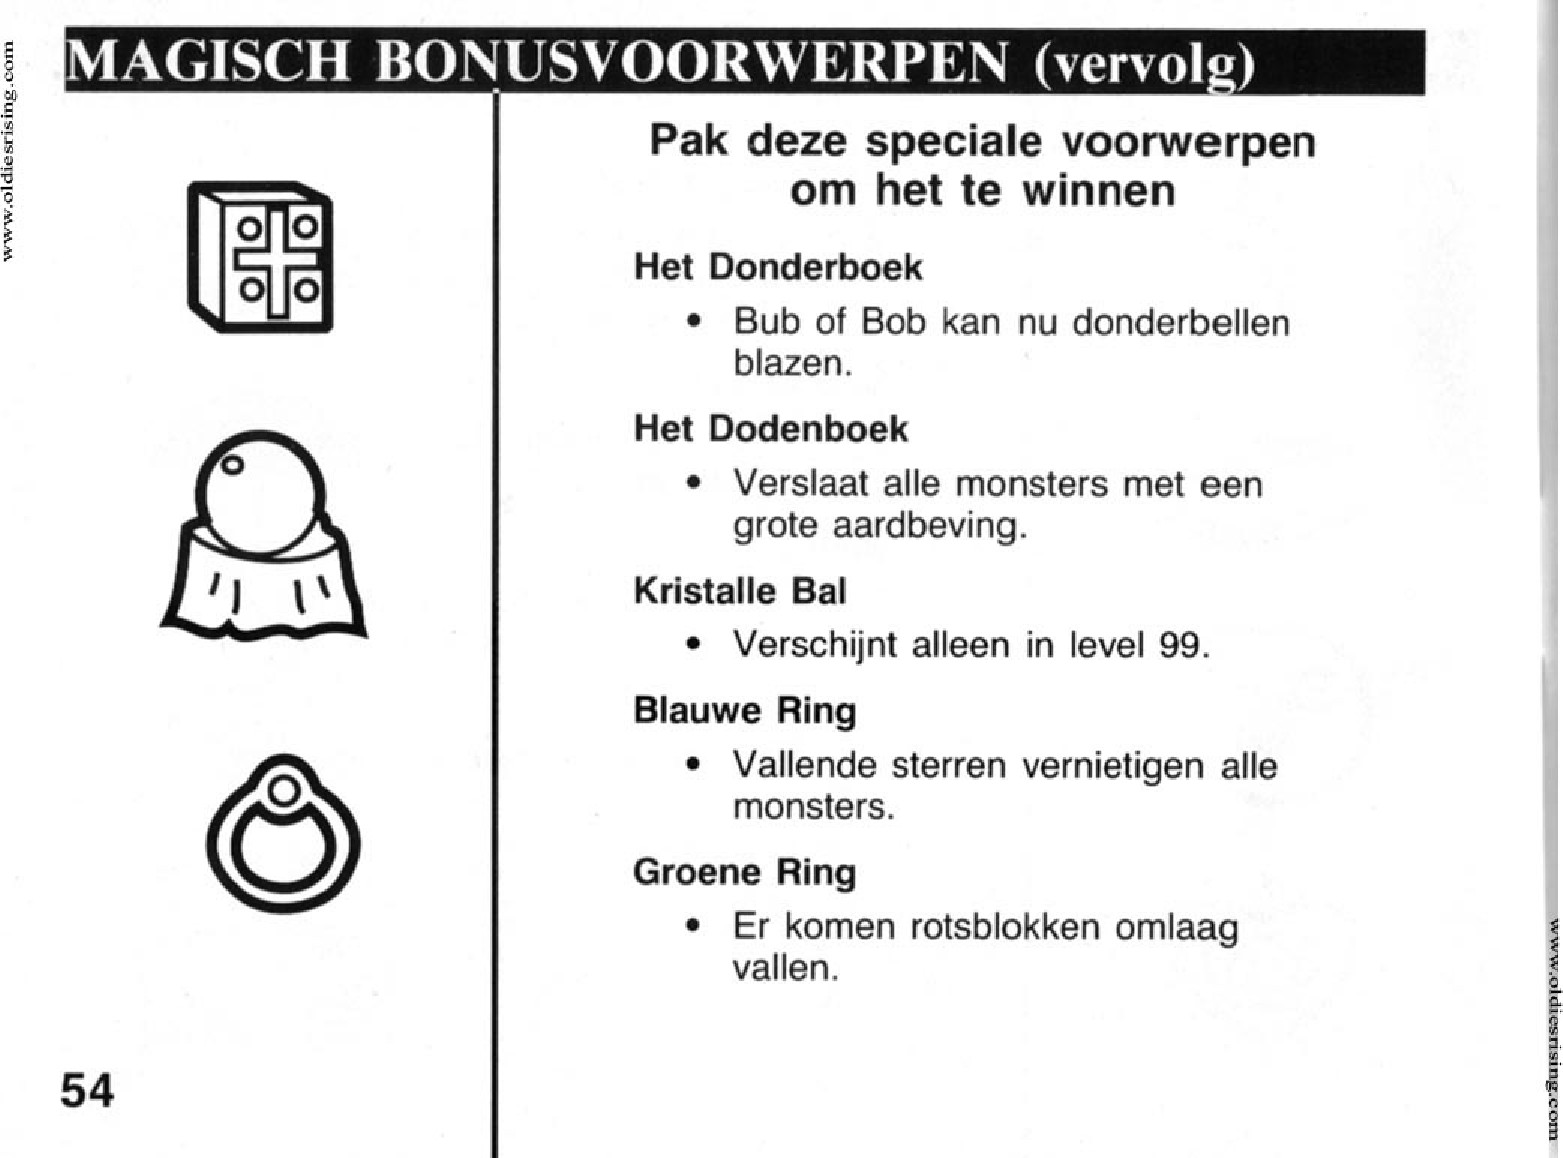 www.oldiesrising.com
MAGISCH BONUSVOORWERPEN (vervolg)
Pak deze speciale voorwerpen
om het te winnen
Het Donderboek
• Bub of Bob kan nu donderbellen
blazen.
Het Dodenboek
• Verslaat alle monsters met een
grote aardbeving.
Kristalle Bal
• Verschijnt alleen in level 99.
Blauwe Ring
• Vallende sterren vernietigen alle
monsters.
Groene Ring
• Er komen rotsblokken omlaag
vallen.
54
www.oldiesrising.com